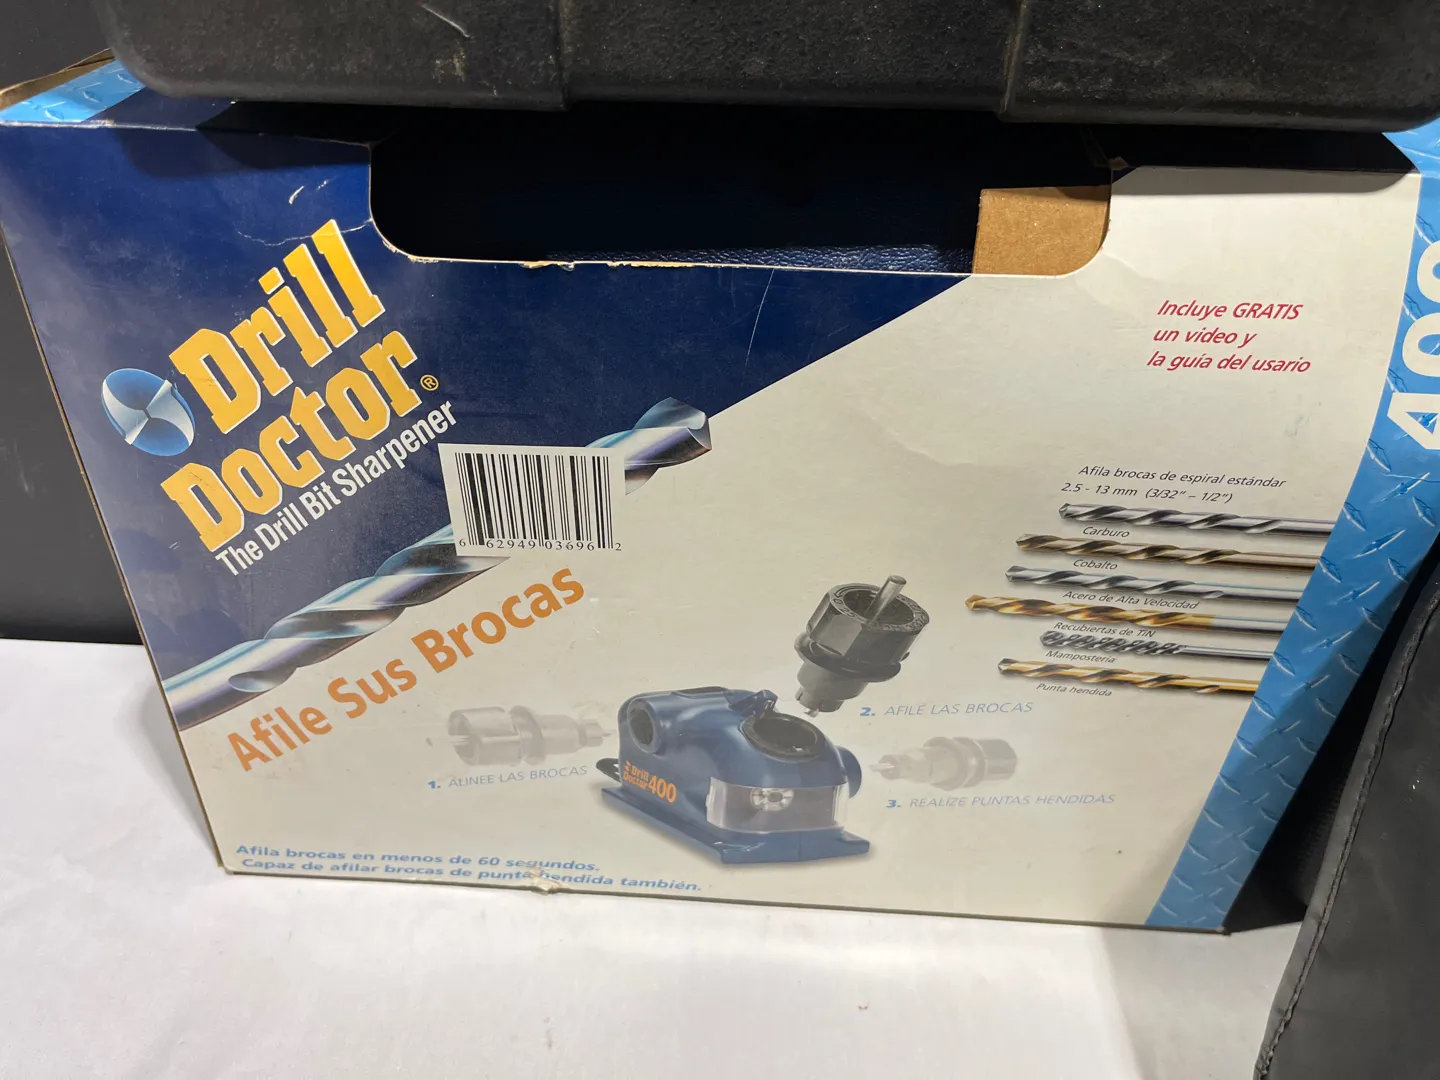 Drill
Doctor®
The Drill Bit Sharpener
6 62949 03696 2
Afile Sus Brocas
Incluye GRATIS
un video y
la guía del usario
400
Afila brocas de espiral estándar
2.5 - 13 mm (3/32" – 1/2")
Carburo
Cobalto
Acero de Alta Velocidad
Recubiertas de TiN
Mampostería
Punta hendida
2. AFILE LAS BROCAS
1. ALINEE LAS BROCAS
Drill
Doctor 400
3. REALIZE PUNTAS HENDIDAS
Afila brocas en menos de 60 segundos.
Capaz de afilar brocas de punta hendida también.